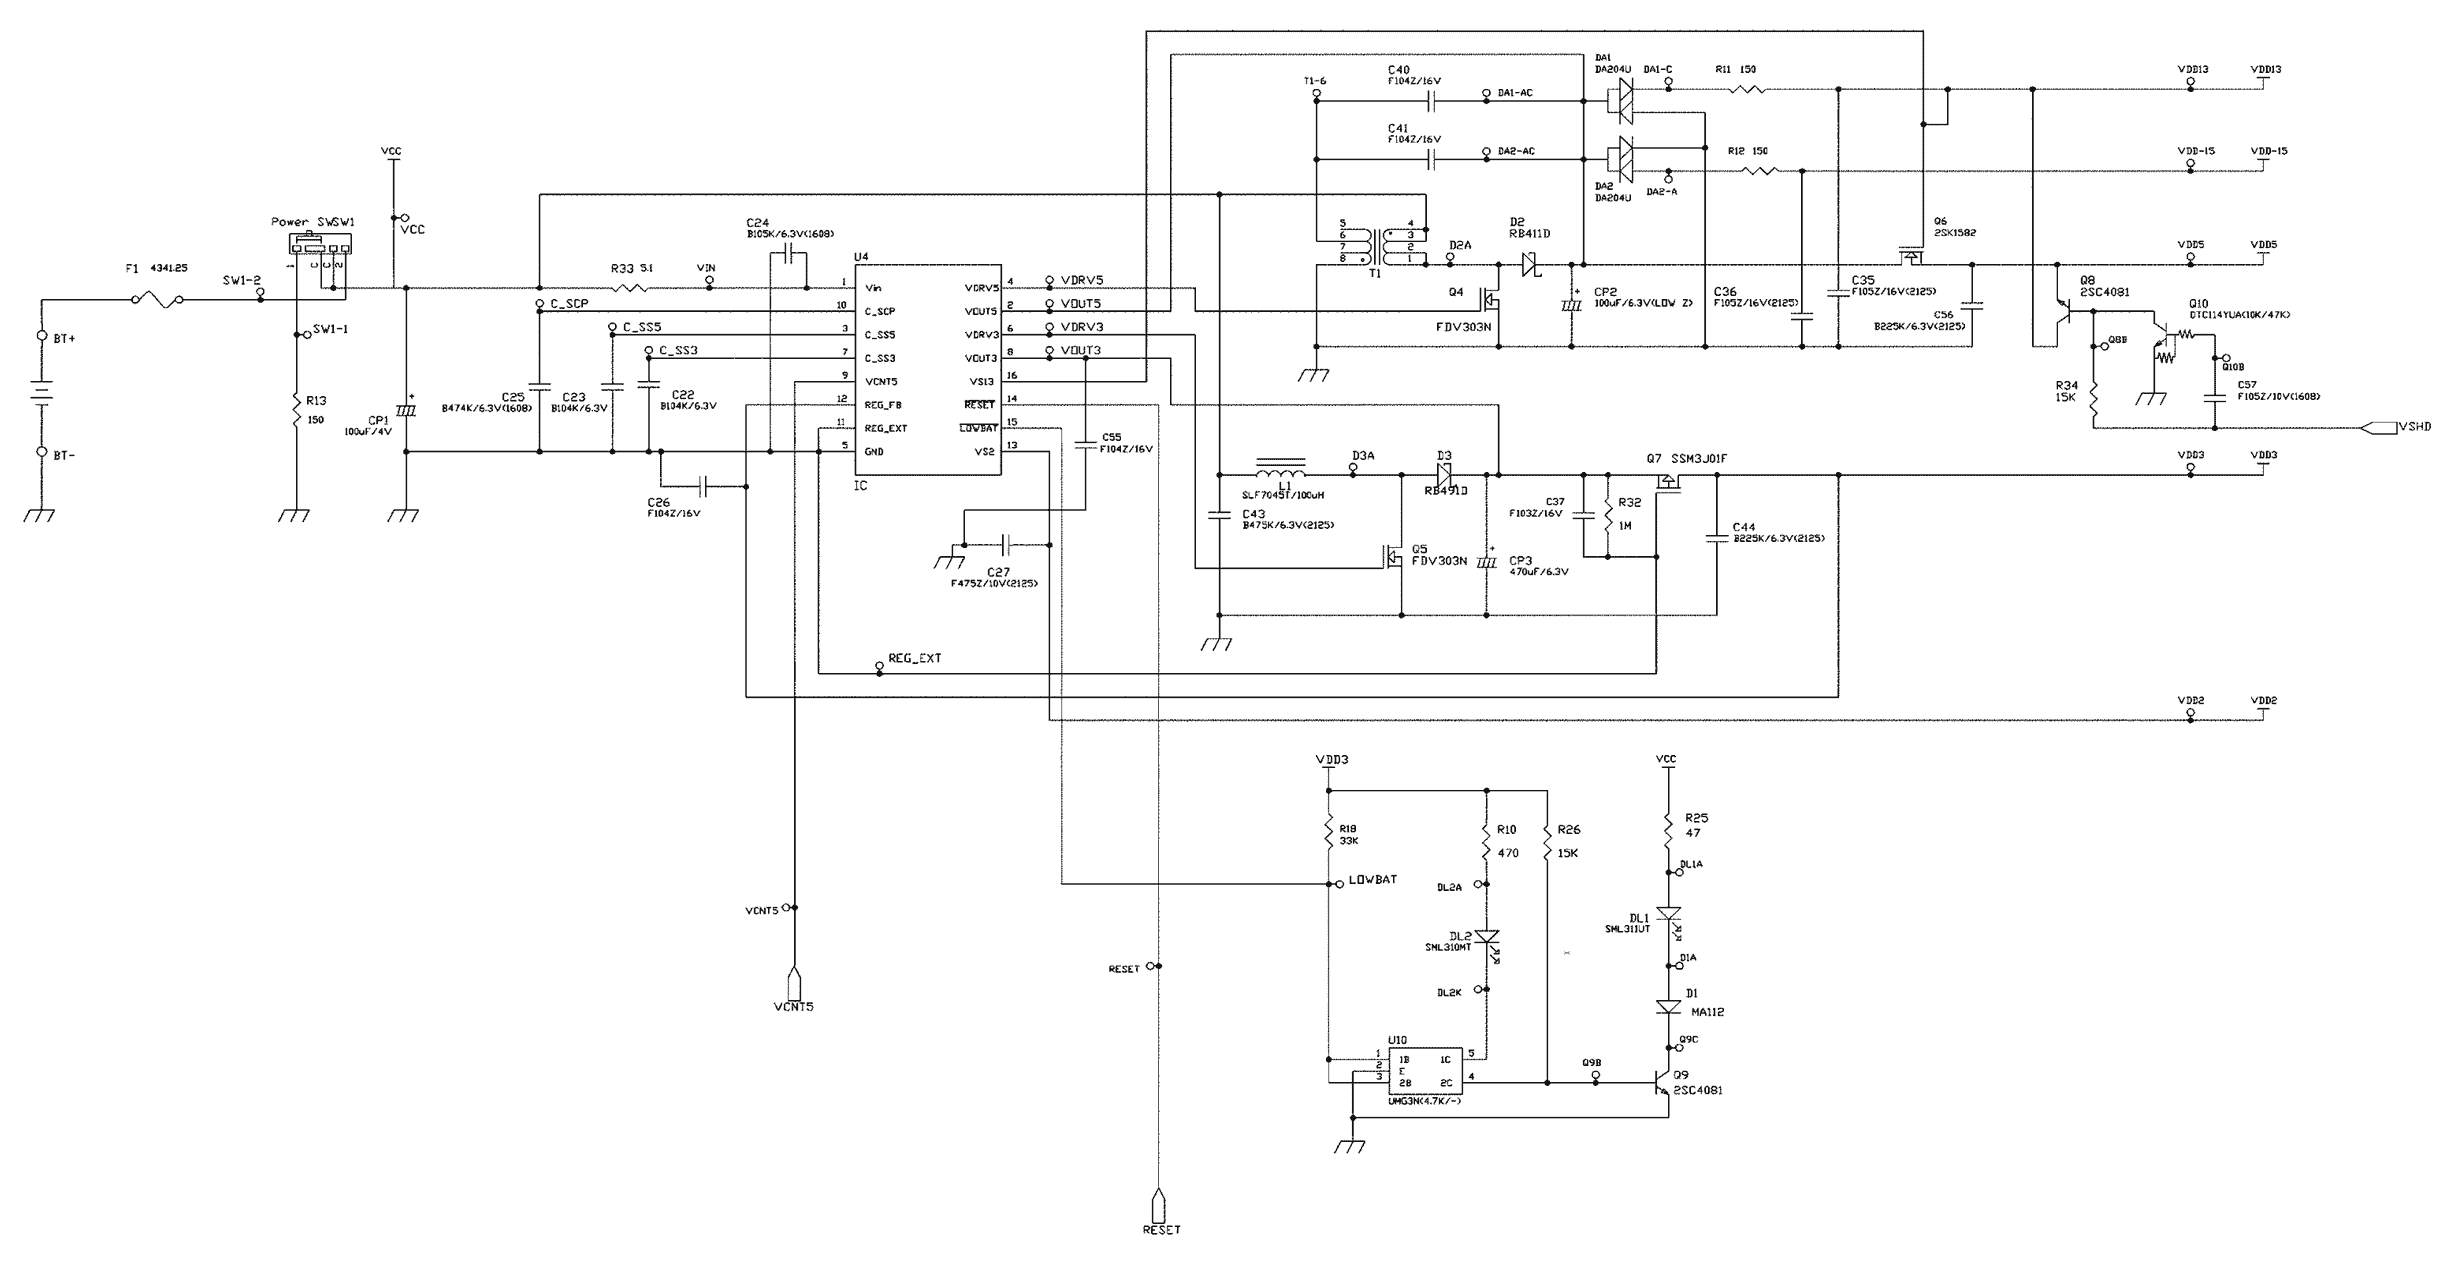 VCC
VCC
Power SWSW1
1
C
C
2
F1 4341.25
SW1-2
SW1-1
BT+
BT-
R13
150
CP1
100uF/4V
+
R33 51
VIN
C24
B105K/6.3V(1608)
C_SCP
C_SS5
C_SS3
C25
B474K/6.3V(1608)
C23
B104K/6.3V
C22
B104K/6.3V
C26
F104Z/16V
U4
1 Vin
10 C_SCP
3 C_SS5
7 C_SS3
9 VCNT5
12 REG_FB
11 REG_EXT
5 GND
VDRV5 4
VOUT5 2
VDRV3 6
VOUT3 8
VS13 16
RESET 14
LOWBAT 15
VS2 13
IC
VDRV5
VOUT5
VDRV3
VOUT3
C55
F104Z/16V
C27
F475Z/10V(2125)
REG_EXT
VCNT5
VCNT5
RESET
RESET
T1-6
C40
F104Z/16V
DA1-AC
C41
F104Z/16V
DA2-AC
DA1
DA204U
DA1-C
R11 150
DA2
DA204U
DA2-A
R12 150
VDD13
VDD13
VDD-15
VDD-15
5
6
7
8
4
3
2
1
T1
D2A
D2
RB411D
Q4
FDV303N
+
CP2
100uF/6.3V(LOW Z)
C36
F105Z/16V(2125)
C35
F105Z/16V(2125)
Q6
2SK1582
C56
B225K/6.3V(2125)
VDD5
VDD5
Q8
2SC4081
Q10
DTC114YUA(10K/47K)
Q8B
Q10B
R34
15K
C57
F105Z/10V(1608)
VSHD
L1
SLF7045T/100uH
C43
B475K/6.3V(2125)
D3A
D3
RB491D
Q5
FDV303N
+
CP3
470uF/6.3V
C37
F103Z/16V
R32
1M
Q7 SSM3J01F
C44
B225K/6.3V(2125)
VDD3
VDD3
VDD2
VDD2
VDD3
VCC
R18
33K
R10
470
R26
15K
R25
47
LOWBAT
DL2A
DL2
SML310MT
DL2K
DL1A
DL1
SML311UT
D1A
D1
MA112
Q9C
U10
1 1B 1C 5
2 E
3 2B 2C 4
UMG3N(4.7K/-)
Q9B
Q9
2SC4081